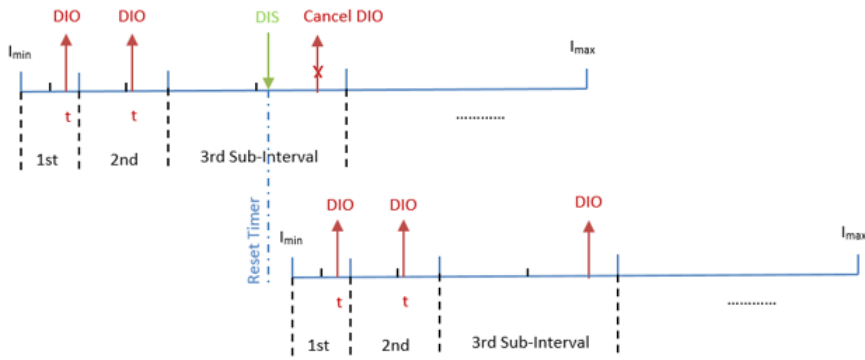 DIO DIO DIS Cancel DIO
Imin Imax
t t
............
1st 2nd 3rd Sub-Interval
Reset Timer
DIO DIO DIO
Imin Imax
t t
............
1st 2nd 3rd Sub-Interval